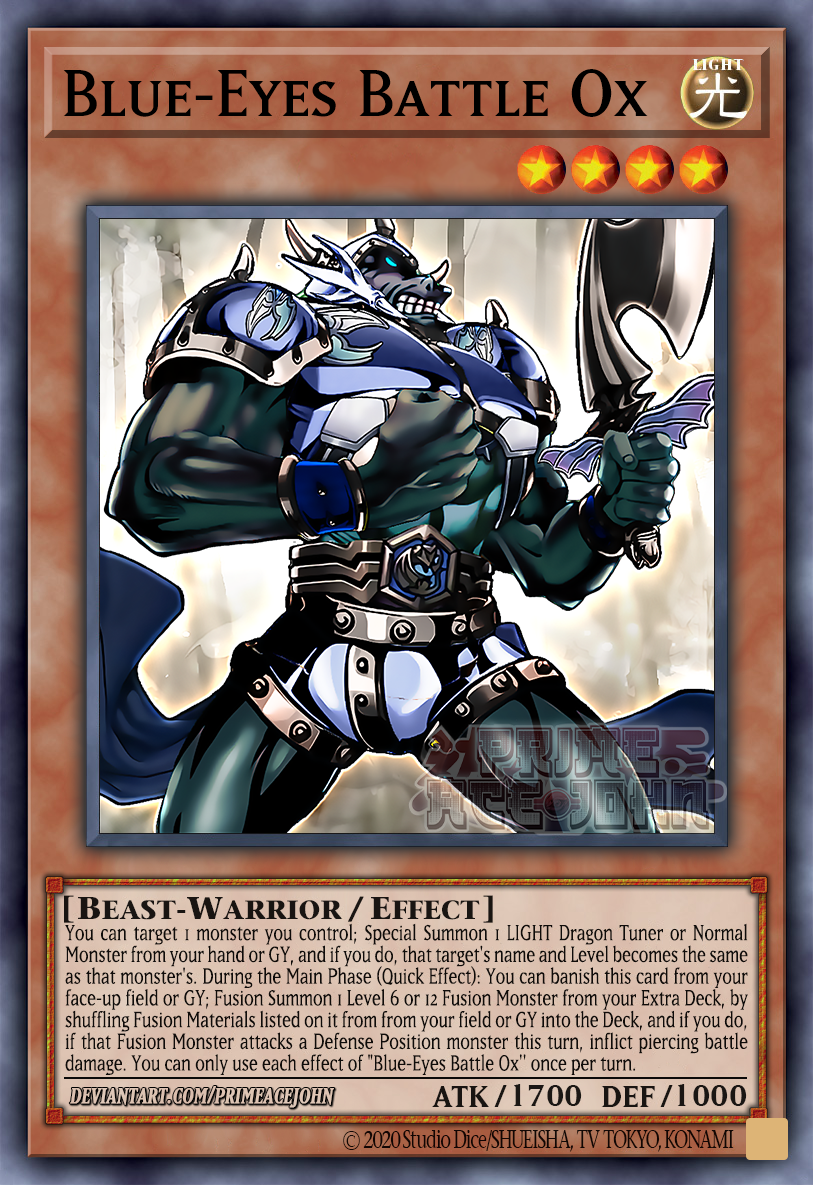 Blue-Eyes Battle Ox
LIGHT
光
PRIME
ACE JOHN
[Beast-Warrior / Effect]
You can target 1 monster you control; Special Summon 1 LIGHT Dragon Tuner or Normal
Monster from your hand or GY, and if you do, that target's name and Level becomes the same
as that monster's. During the Main Phase (Quick Effect): You can banish this card from your
face-up field or GY; Fusion Summon 1 Level 6 or 12 Fusion Monster from your Extra Deck, by
shuffling Fusion Materials listed on it from from your field or GY into the Deck, and if you do,
if that Fusion Monster attacks a Defense Position monster this turn, inflict piercing battle
damage. You can only use each effect of "Blue-Eyes Battle Ox" once per turn.
DEVIANTART.COM/PRIMEACEJOHN
ATK / 1700 DEF / 1000
© 2020 Studio Dice/SHUEISHA, TV TOKYO, KONAMI